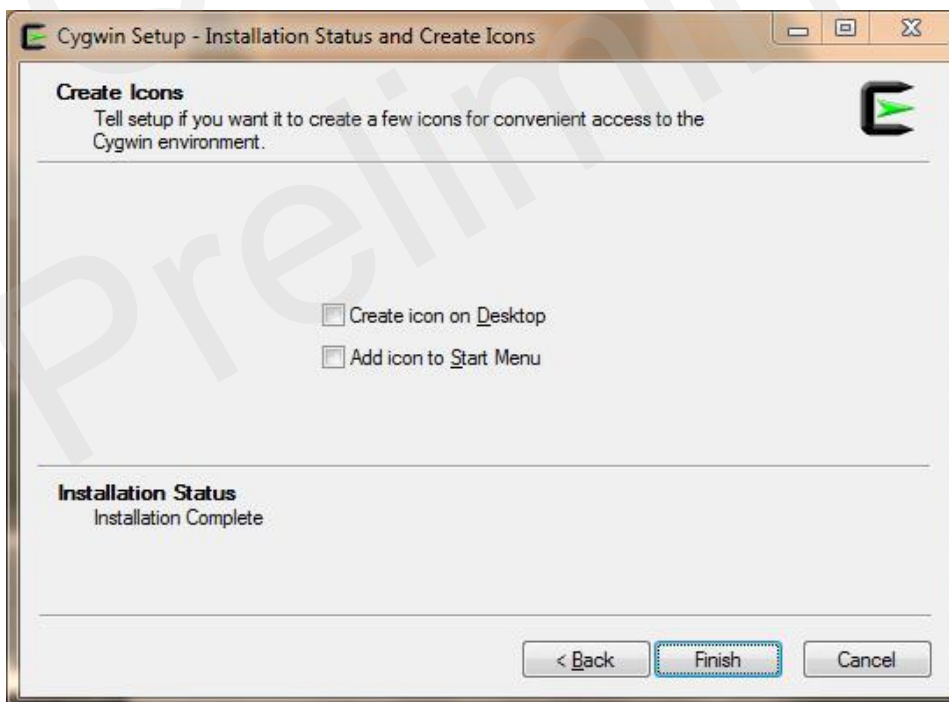 Cygwin Setup - Installation Status and Create Icons
Create Icons
Tell setup if you want it to create a few icons for convenient access to the
Cygwin environment.
Create icon on Desktop
Add icon to Start Menu
Installation Status
Installation Complete
< Back Finish Cancel
Prelimin